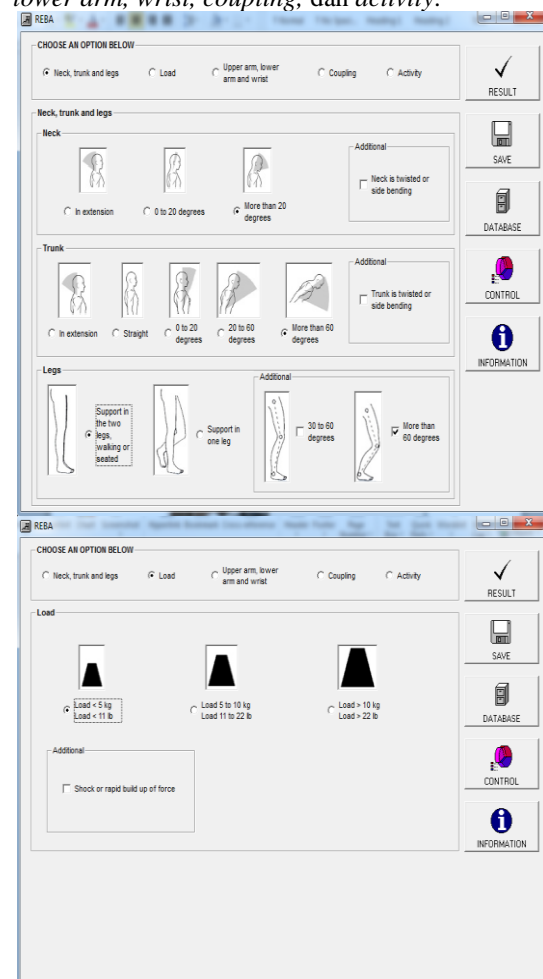 lower arm, wrist, coupling, dan activity.
REBA
CHOOSE AN OPTION BELOW
Neck, trunk and legs
Load
Upper arm, lower
arm and wrist
Coupling
Activity
RESULT
SAVE
DATABASE
CONTROL
INFORMATION
Neck, trunk and legs
Neck
In extension
0 to 20 degrees
More than 20
degrees
Additional
Neck is twisted or
side bending
Trunk
In extension
Straight
0 to 20
degrees
20 to 60
degrees
More than 60
degrees
Additional
Trunk is twisted or
side bending
Legs
Support in
the two
legs,
walking or
seated
Support in
one leg
Additional
30 to 60
degrees
More than
60 degrees
REBA
CHOOSE AN OPTION BELOW
Neck, trunk and legs
Load
Upper arm, lower
arm and wrist
Coupling
Activity
RESULT
SAVE
DATABASE
CONTROL
INFORMATION
Load
Load < 5 kg
Load < 11 lb
Load 5 to 10 kg
Load 11 to 22 lb
Load > 10 kg
Load > 22 lb
Additional
Shock or rapid build up of force